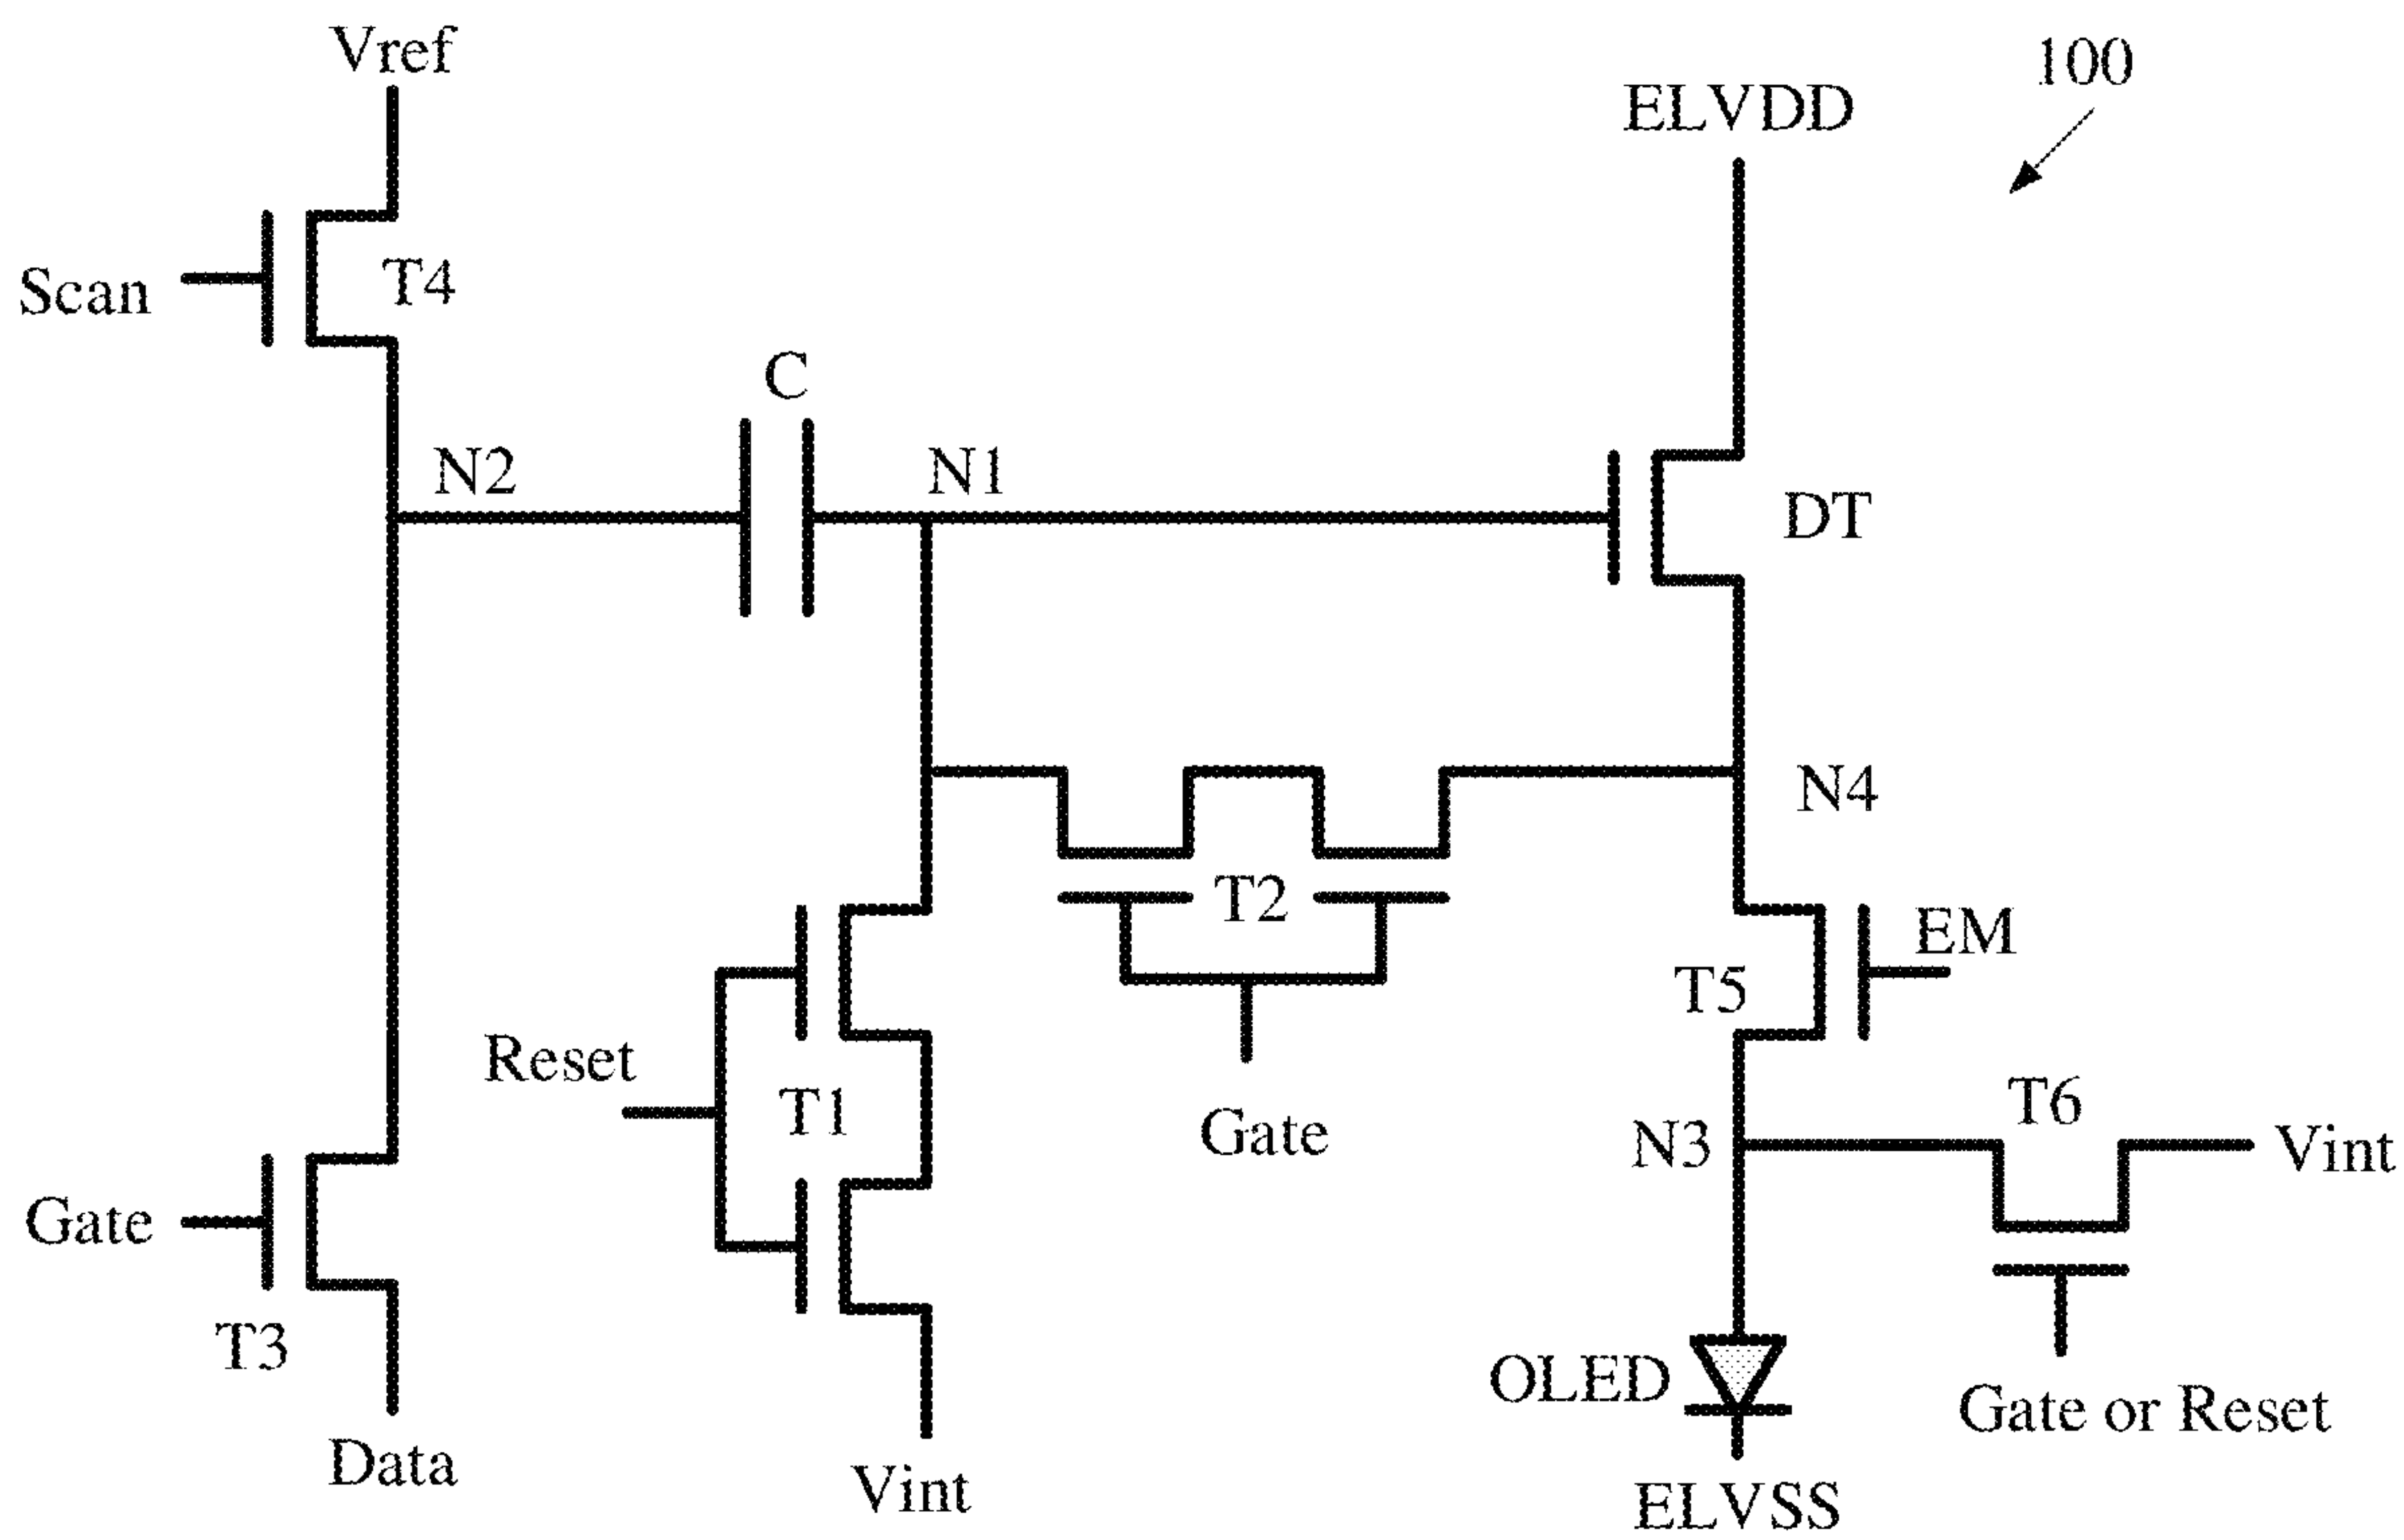 Vref
100
ELVDD
Scan
T4
C
N2
N1
DT
N4
T2
EM
T5
Reset
T1
Gate
T6
N3
Vint
Gate
T3
OLED
Gate or Reset
Data
Vint
ELVSS